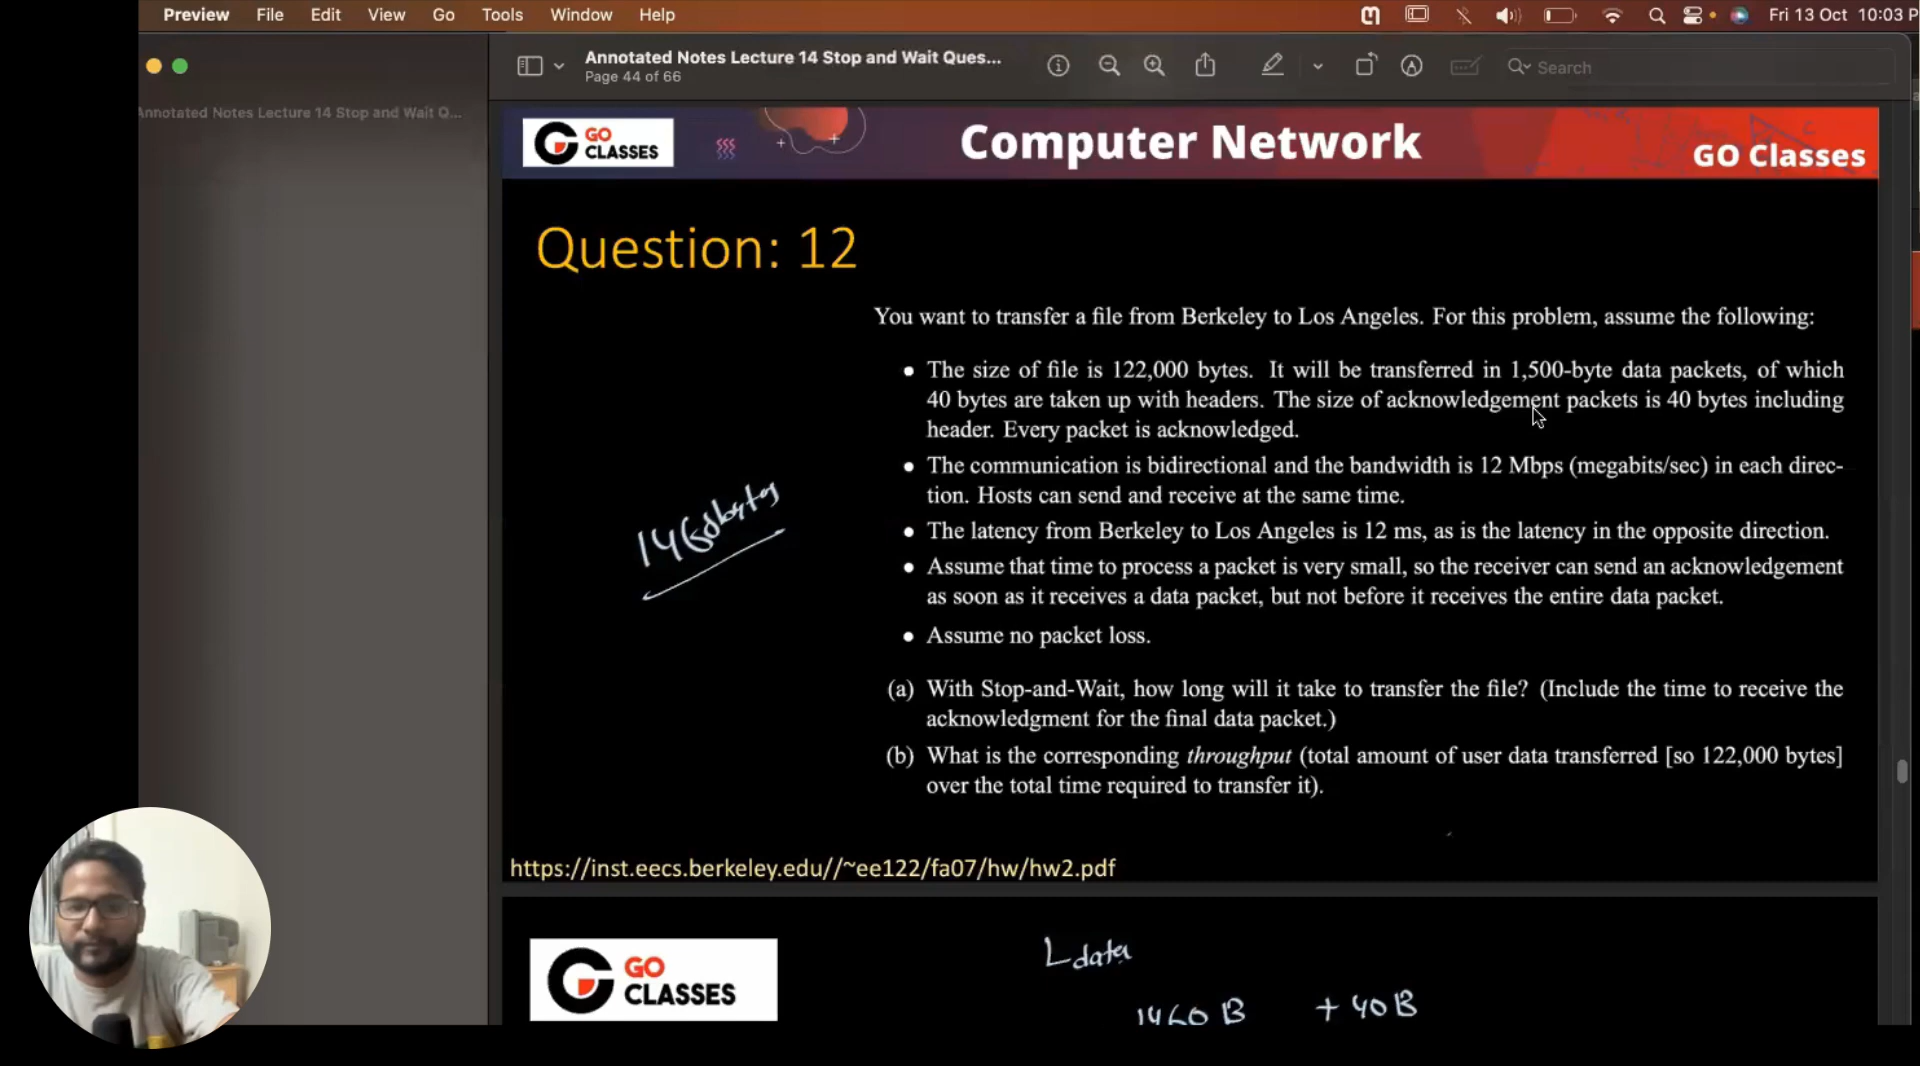 Preview File Edit View Go Tools Window Help
Fri 13 Oct 10:03 P
Annotated Notes Lecture 14 Stop and Wait Ques...
Page 44 of 66
Search
Annotated Notes Lecture 14 Stop and Wait Q...
GO
CLASSES
Computer Network
GO Classes
Question: 12
You want to transfer a file from Berkeley to Los Angeles. For this problem, assume the following:
• The size of file is 122,000 bytes. It will be transferred in 1,500-byte data packets, of which
40 bytes are taken up with headers. The size of acknowledgement packets is 40 bytes including
header. Every packet is acknowledged.
• The communication is bidirectional and the bandwidth is 12 Mbps (megabits/sec) in each direc-
tion. Hosts can send and receive at the same time.
1460 bytes
• The latency from Berkeley to Los Angeles is 12 ms, as is the latency in the opposite direction.
• Assume that time to process a packet is very small, so the receiver can send an acknowledgement
as soon as it receives a data packet, but not before it receives the entire data packet.
• Assume no packet loss.
(a) With Stop-and-Wait, how long will it take to transfer the file? (Include the time to receive the
acknowledgment for the final data packet.)
(b) What is the corresponding throughput (total amount of user data transferred [so 122,000 bytes]
over the total time required to transfer it).
https://inst.eecs.berkeley.edu//~ee122/fa07/hw/hw2.pdf
GO
CLASSES
Ldata
1460 B + 40B